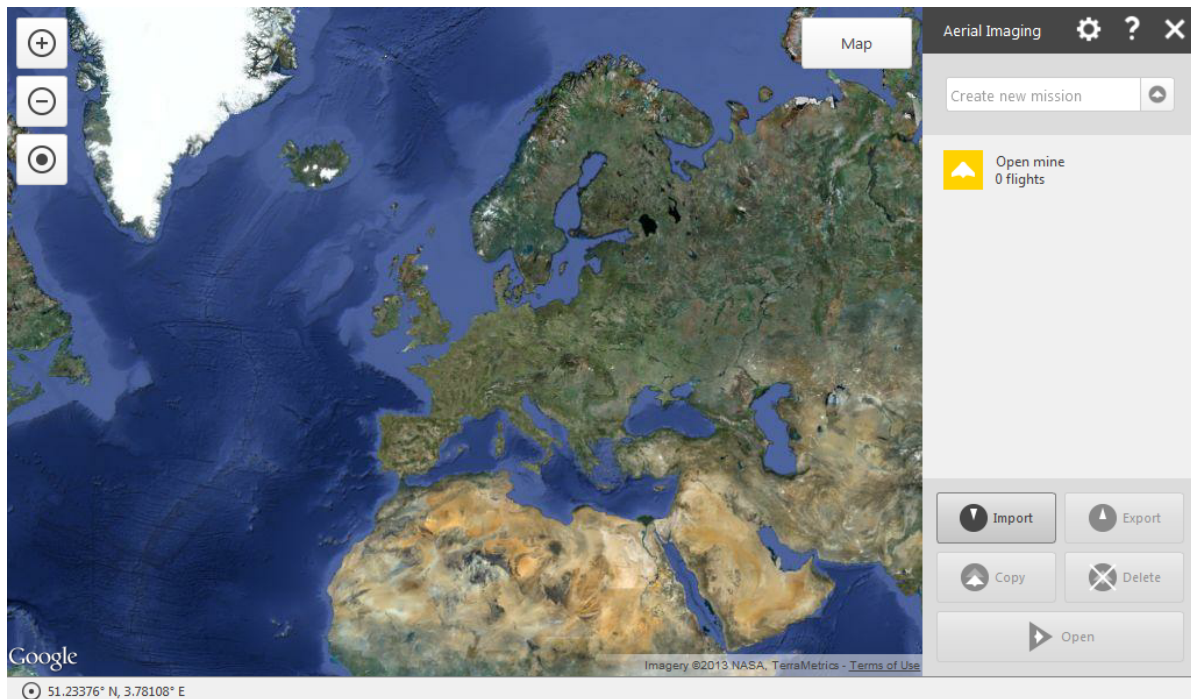 Map
Aerial Imaging
?
Create new mission
Open mine
0 flights
Import
Export
Copy
Delete
Open
Google
Imagery ©2013 NASA, TerraMetrics - Terms of Use
51.23376° N, 3.78108° E